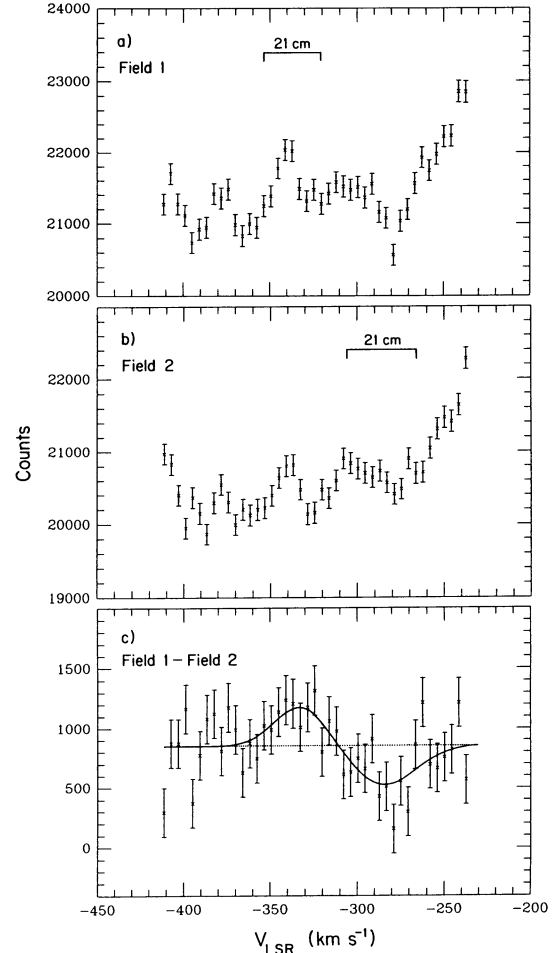 24000
a)
21 cm
Field 1
23000
22000
21000
20000
b)
21 cm
Field 2
22000
21000
20000
19000
Counts
c)
Field 1 – Field 2
1500
1000
500
0
−450 −400 −350 −300 −250 −200
V_LSR (km s⁻¹)